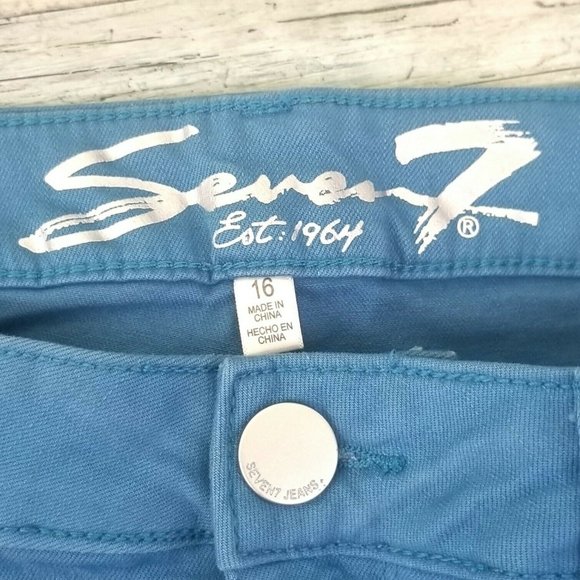 Seven7®
Est: 1964
16
MADE IN
CHINA
HECHO EN
CHINA
SEVEN7 JEANS